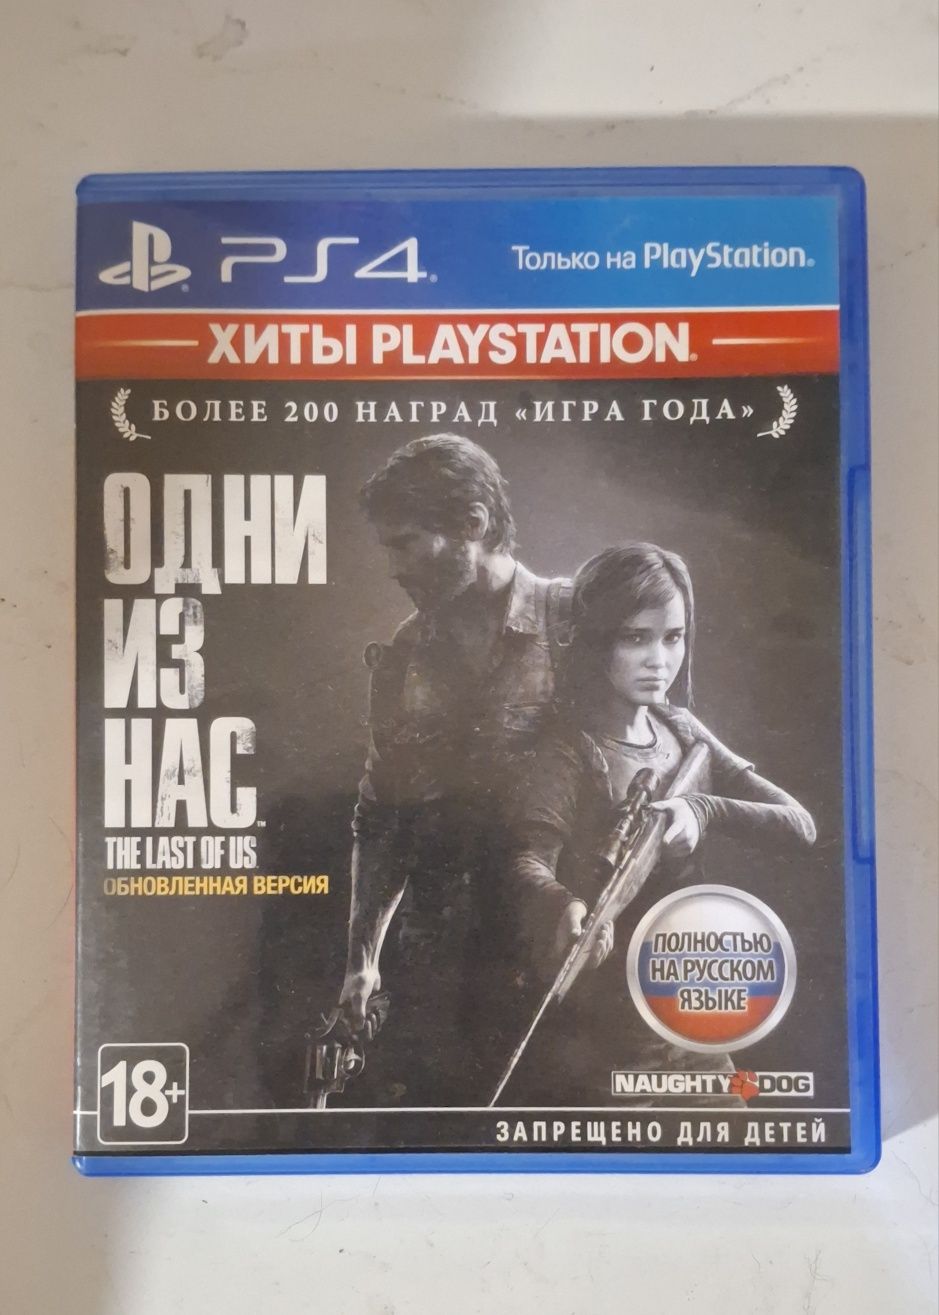 PS4
Только на PlayStation®
ХИТЫ PLAYSTATION®
БОЛЕЕ 200 НАГРАД «ИГРА ГОДА»
ОДНИ
ИЗ
НАС™
THE LAST OF US
ОБНОВЛЕННАЯ ВЕРСИЯ
ПОЛНОСТЬЮ
НА РУССКОМ
ЯЗЫКЕ
18+
NAUGHTY DOG
ЗАПРЕЩЕНО ДЛЯ ДЕТЕЙ